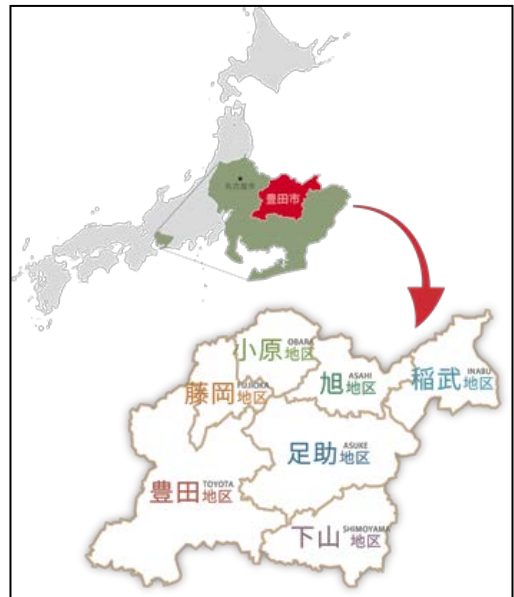 名古屋市
豊田市
小原地区
OBARA
旭地区
ASAHI
稲武地区
INABU
藤岡地区
FUJIOKA
足助地区
ASUKE
豊田地区
TOYOTA
下山地区
SHIMOYAMA